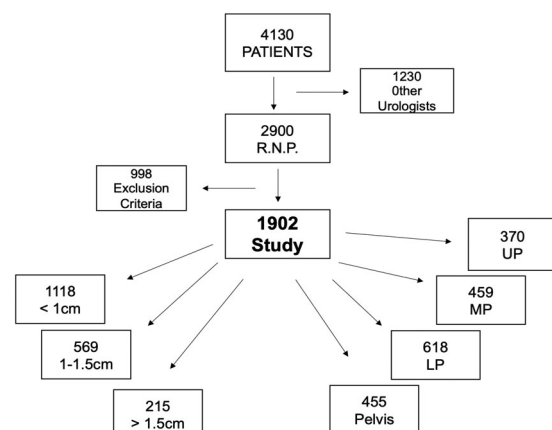 4130
PATIENTS
1230
0ther
Urologists
2900
R.N.P.
998
Exclusion
Criteria
1902
Study
370
UP
1118
< 1cm
459
MP
569
1-1.5cm
618
LP
215
> 1.5cm
455
Pelvis